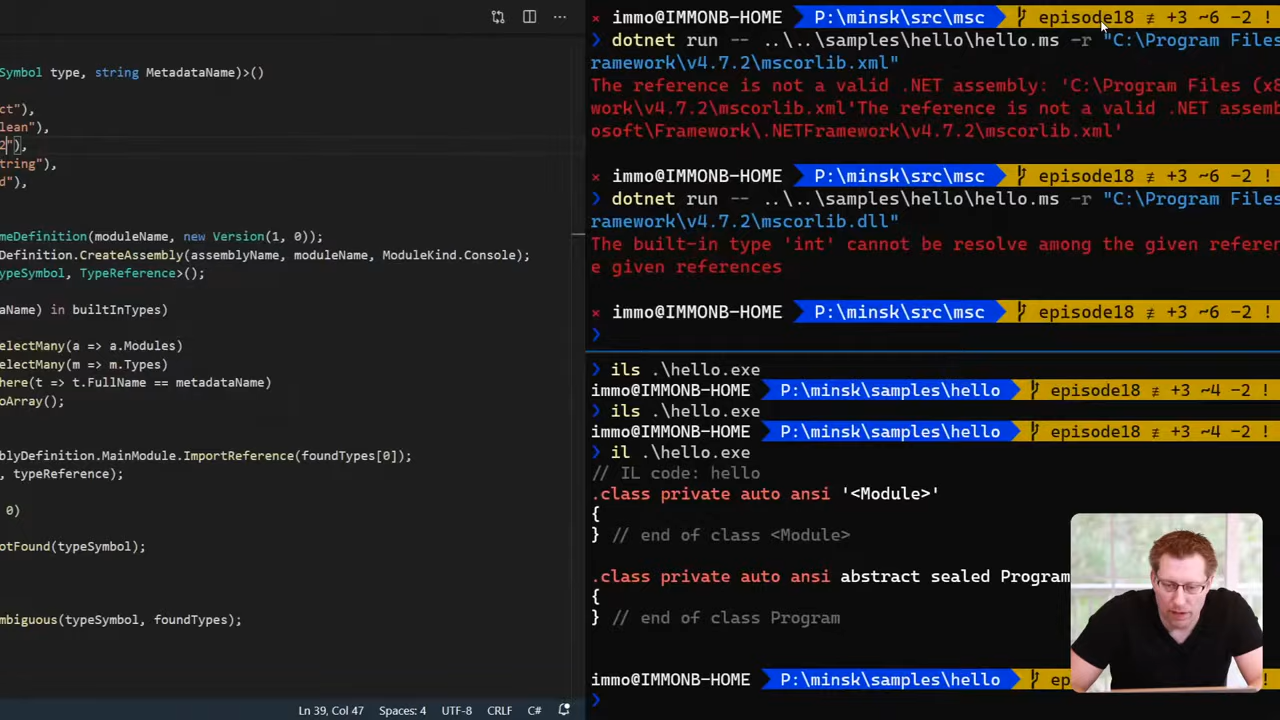 Symbol type, string MetadataName)>()
ct"),
lean"),
2"),
tring"),
d"),
meDefinition(moduleName, new Version(1, 0));
Definition.CreateAssembly(assemblyName, moduleName, ModuleKind.Console);
ypeSymbol, TypeReference>();
aName) in builtInTypes)
electMany(a => a.Modules)
electMany(m => m.Types)
here(t => t.FullName == metadataName)
oArray();
blyDefinition.MainModule.ImportReference(foundTypes[0]);
, typeReference);
0)
otFound(typeSymbol);
mbiguous(typeSymbol, foundTypes);
Ln 39, Col 47 Spaces: 4 UTF-8 CRLF C#
× immo@IMMONB-HOME P:\minsk\src\msc episode18 ≢ +3 ~6 -2 !
❯ dotnet run -- ..\..\samples\hello\hello.ms -r "C:\Program Files
ramework\v4.7.2\mscorlib.xml"
The reference is not a valid .NET assembly: 'C:\Program Files (x8
work\v4.7.2\mscorlib.xml'The reference is not a valid .NET assem
osoft\Framework\.NETFramework\v4.7.2\mscorlib.xml'
× immo@IMMONB-HOME P:\minsk\src\msc episode18 ≢ +3 ~6 -2 !
❯ dotnet run -- ..\..\samples\hello\hello.ms -r "C:\Program Files
ramework\v4.7.2\mscorlib.dll"
The built-in type 'int' cannot be resolve among the given referen
e given references
× immo@IMMONB-HOME P:\minsk\src\msc episode18 ≢ +3 ~6 -2 !
❯
❯ ils .\hello.exe
immo@IMMONB-HOME P:\minsk\samples\hello episode18 ≢ +3 ~4 -2 !
❯ ils .\hello.exe
immo@IMMONB-HOME P:\minsk\samples\hello episode18 ≢ +3 ~4 -2 !
❯ il .\hello.exe
// IL code: hello
.class private auto ansi '<Module>'
{
} // end of class <Module>
.class private auto ansi abstract sealed Program
{
} // end of class Program
immo@IMMONB-HOME P:\minsk\samples\hello episode18 ≢ +3 ~4 -2 !
❯